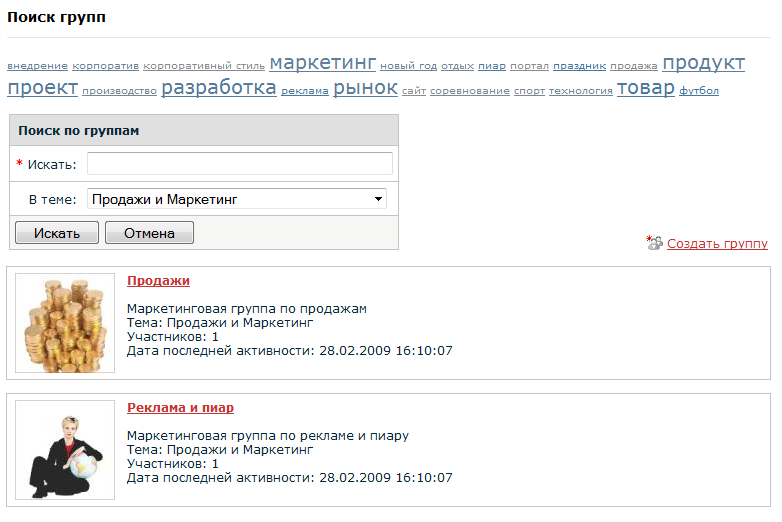 Поиск групп
внедрение корпоратив корпоративный стиль маркетинг новый год отдых пиар портал праздник продажа продукт
проект производство разработка реклама рынок сайт соревнование спорт технология товар футбол
Поиск по группам
* Искать:
В теме: Продажи и Маркетинг
Искать Отмена
Создать группу
Продажи
Маркетинговая группа по продажам
Тема: Продажи и Маркетинг
Участников: 1
Дата последней активности: 28.02.2009 16:10:07
Реклама и пиар
Маркетинговая группа по рекламе и пиару
Тема: Продажи и Маркетинг
Участников: 1
Дата последней активности: 28.02.2009 16:10:07